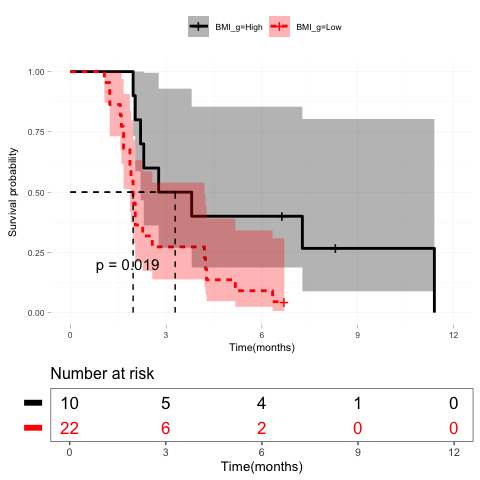 BMI_g=High BMI_g=Low
Survival probability
1.00
0.75
0.50
0.25
0.00
p = 0.019
0 3 6 9 12
Time(months)
Number at risk
10 5 4 1 0
22 6 2 0 0
0 3 6 9 12
Time(months)